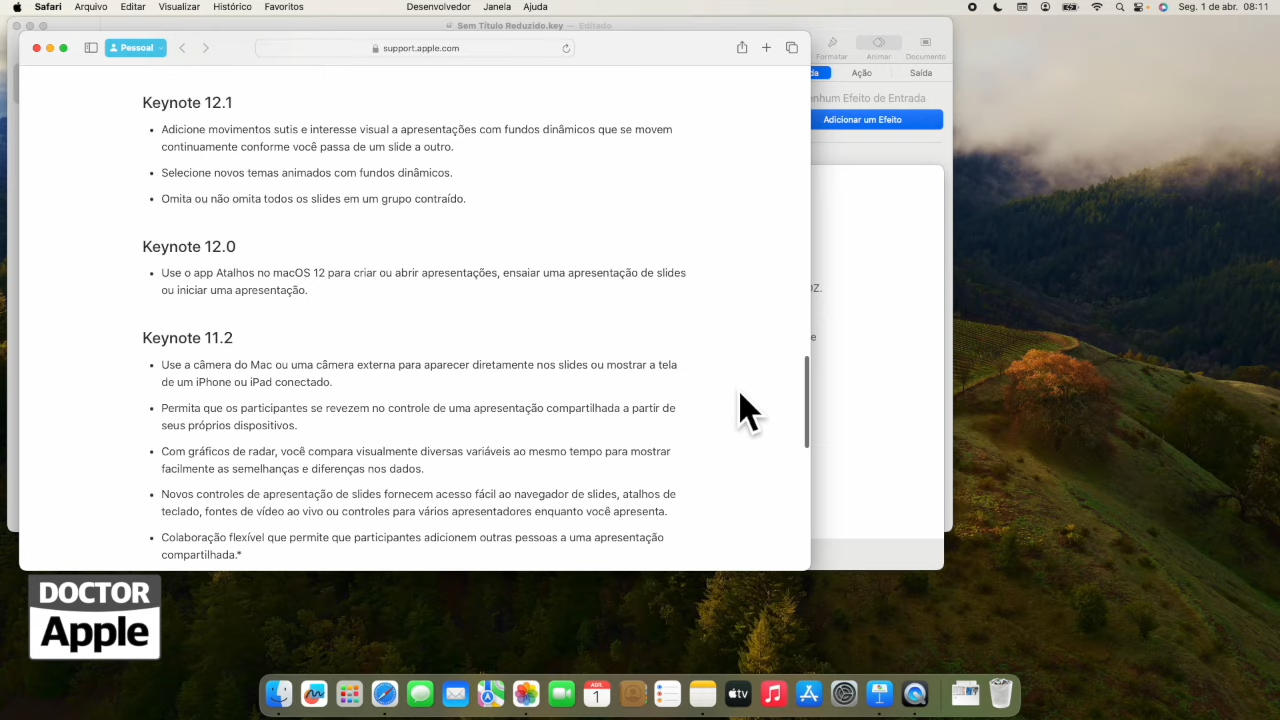 Safari Arquivo Editar Visualizar Histórico Favoritos Desenvolvedor Janela Ajuda Seg. 1 de abr. 08:11
Sem Título Reduzido.key — Editado
Pessoal
support.apple.com
Formatar Animar Documento
da Ação Saída
nhum Efeito de Entrada
Adicionar um Efeito
Keynote 12.1
• Adicione movimentos sutis e interesse visual a apresentações com fundos dinâmicos que se movem
continuamente conforme você passa de um slide a outro.
• Selecione novos temas animados com fundos dinâmicos.
• Omita ou não omita todos os slides em um grupo contraído.
Keynote 12.0
• Use o app Atalhos no macOS 12 para criar ou abrir apresentações, ensaiar uma apresentação de slides
ou iniciar uma apresentação.
OZ.
e
Keynote 11.2
• Use a câmera do Mac ou uma câmera externa para aparecer diretamente nos slides ou mostrar a tela
de um iPhone ou iPad conectado.
• Permita que os participantes se revezem no controle de uma apresentação compartilhada a partir de
seus próprios dispositivos.
• Com gráficos de radar, você compara visualmente diversas variáveis ao mesmo tempo para mostrar
facilmente as semelhanças e diferenças nos dados.
• Novos controles de apresentação de slides fornecem acesso fácil ao navegador de slides, atalhos de
teclado, fontes de vídeo ao vivo ou controles para vários apresentadores enquanto você apresenta.
• Colaboração flexível que permite que participantes adicionem outras pessoas a uma apresentação
compartilhada.*
DOCTOR
Apple
ABR.
1
tv